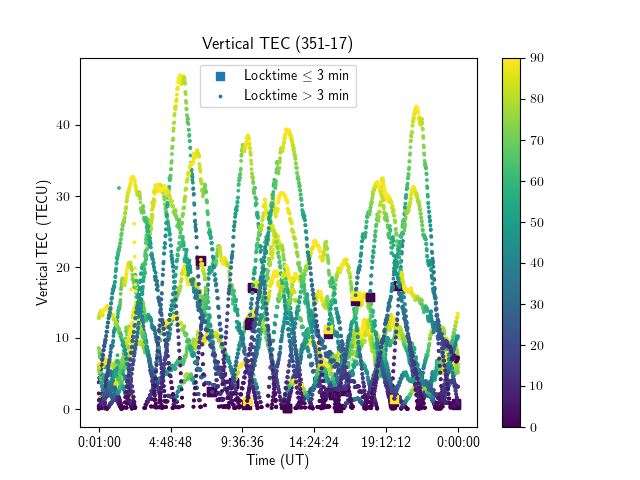 Vertical TEC (351-17)
Locktime ≤ 3 min
Locktime > 3 min
Vertical TEC (TECU)
40
30
20
10
0
0:01:00 4:48:48 9:36:36 14:24:24 19:12:12 0:00:00
Time (UT)
90
80
70
60
50
40
30
20
10
0